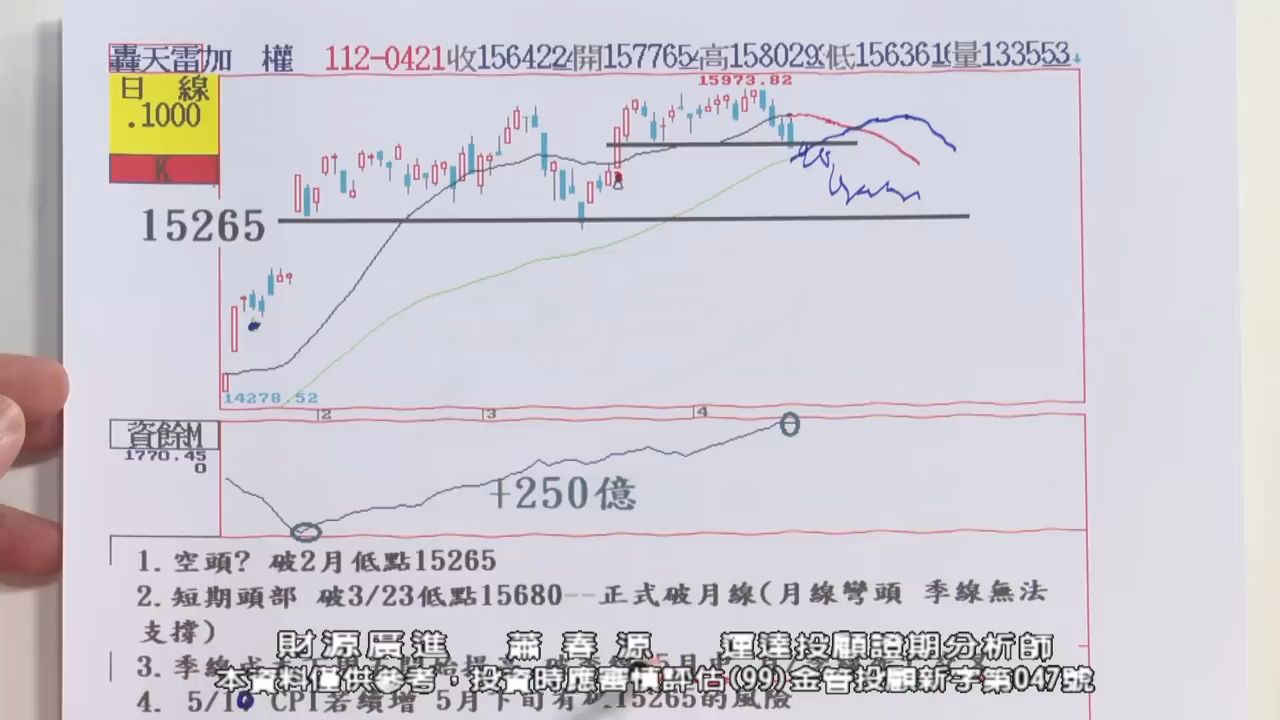 轟天雷加 權 112-0421收156422開157765高158029低156361量133553
日 線
.1000
K
15973.82
15265
14278.52
2 3 4
資餘M
1770.45
0
+250億
1. 空頭? 破2月低點15265
2. 短期頭部 破3/23低點15680--正式破月線(月線彎頭 季線無法
支撐)
財源廣進 蕭春源 運達投顧證期分析師
3. 季線
本資料僅供參考,投資時應審慎評估(99)金管投顧新字第047號
4. 5/1 CPI若續增 5月下旬有 15265的風險